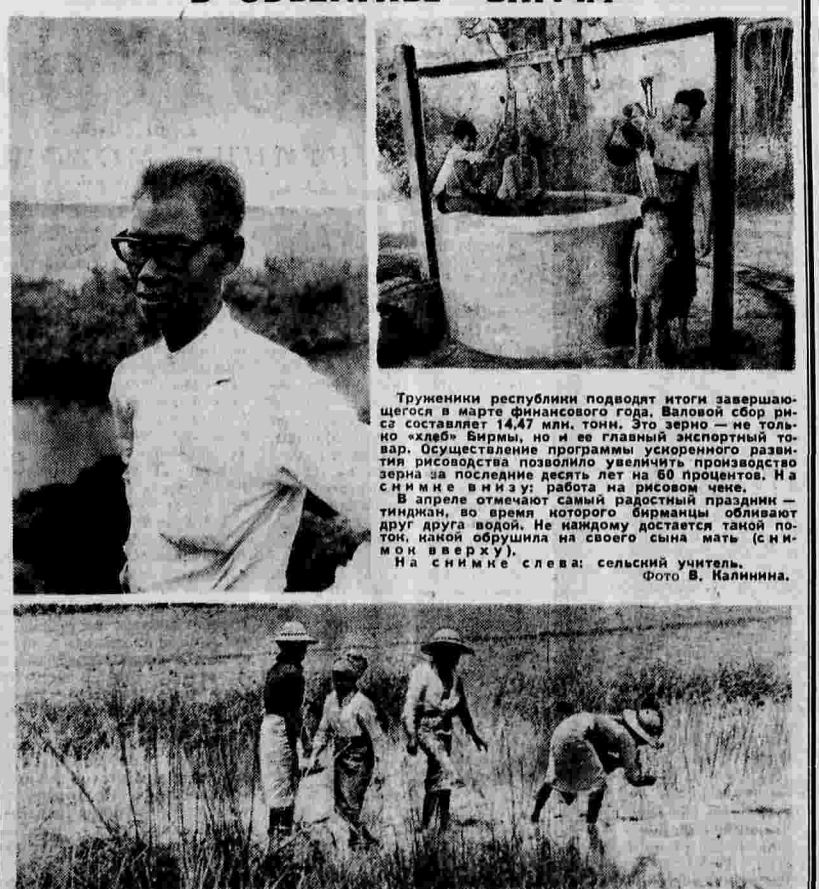 В ОБЪЕКТИВЕ — БИРМА
Труженики республики подводят итоги завершаю-
щегося в марте финансового года. Валовой сбор ри-
са составляет 14,47 млн. тонн. Это зерно — не толь-
ко «хлеб» Бирмы, но и ее главный экспортный то-
вар. Осуществление программы ускоренного разви-
тия рисоводства позволило увеличить производство
зерна за последние десять лет на 60 процентов. На
снимке внизу: работа на рисовом чеке.
В апреле отмечают самый радостный праздник —
тинджан, во время которого бирманцы обливают
друг друга водой. Не каждому достается такой по-
ток, какой обрушила на своего сына мать (сни-
мок вверху).
На снимке слева: сельский учитель.
Фото В. Калинина.